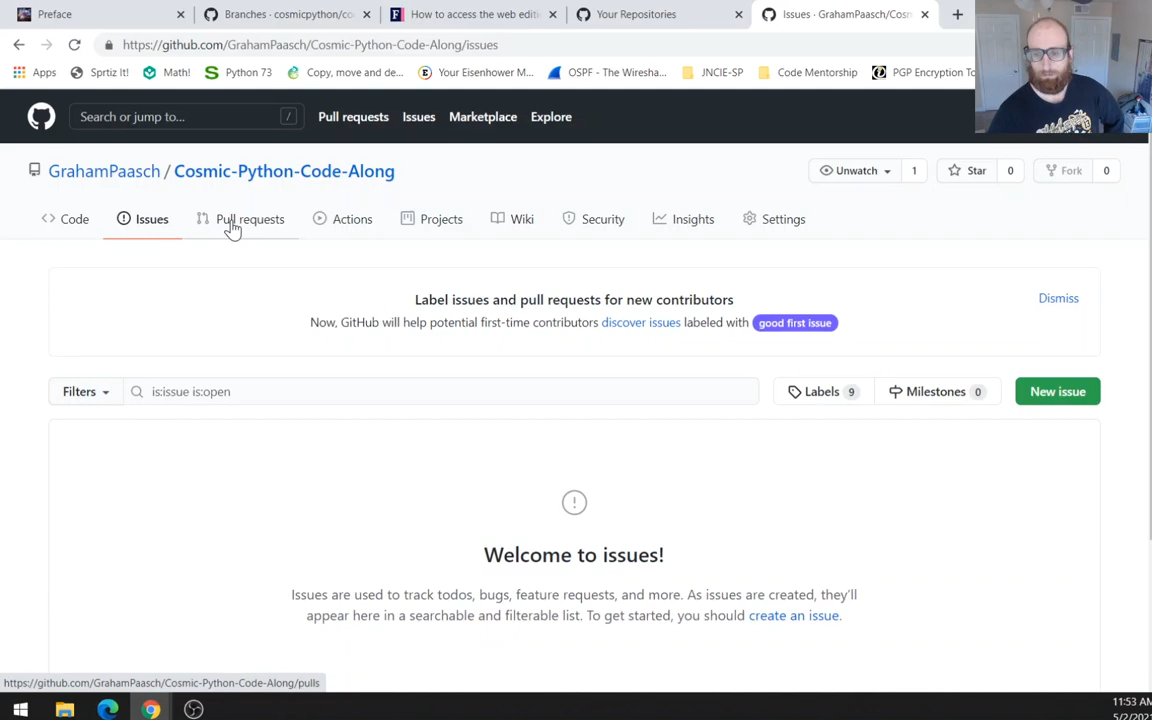 Preface
Branches · cosmicpython/co
How to access the web editi
Your Repositories
Issues · GrahamPaasch/Cosm
https://github.com/GrahamPaasch/Cosmic-Python-Code-Along/issues
Apps
Sprtiz It!
Math!
Python 73
Copy, move and de...
Your Eisenhower M...
OSPF - The Wiresha...
JNCIE-SP
Code Mentorship
PGP Encryption To
Search or jump to...
/
Pull requests
Issues
Marketplace
Explore
GrahamPaasch / Cosmic-Python-Code-Along
Unwatch
1
Star
0
Fork
0
Code
Issues
Pull requests
Actions
Projects
Wiki
Security
Insights
Settings
Label issues and pull requests for new contributors
Dismiss
Now, GitHub will help potential first-time contributors discover issues labeled with good first issue
Filters
is:issue is:open
Labels 9
Milestones 0
New issue
Welcome to issues!
Issues are used to track todos, bugs, feature requests, and more. As issues are created, they'll
appear here in a searchable and filterable list. To get started, you should create an issue.
https://github.com/GrahamPaasch/Cosmic-Python-Code-Along/pulls
11:53 AM
5/2/202